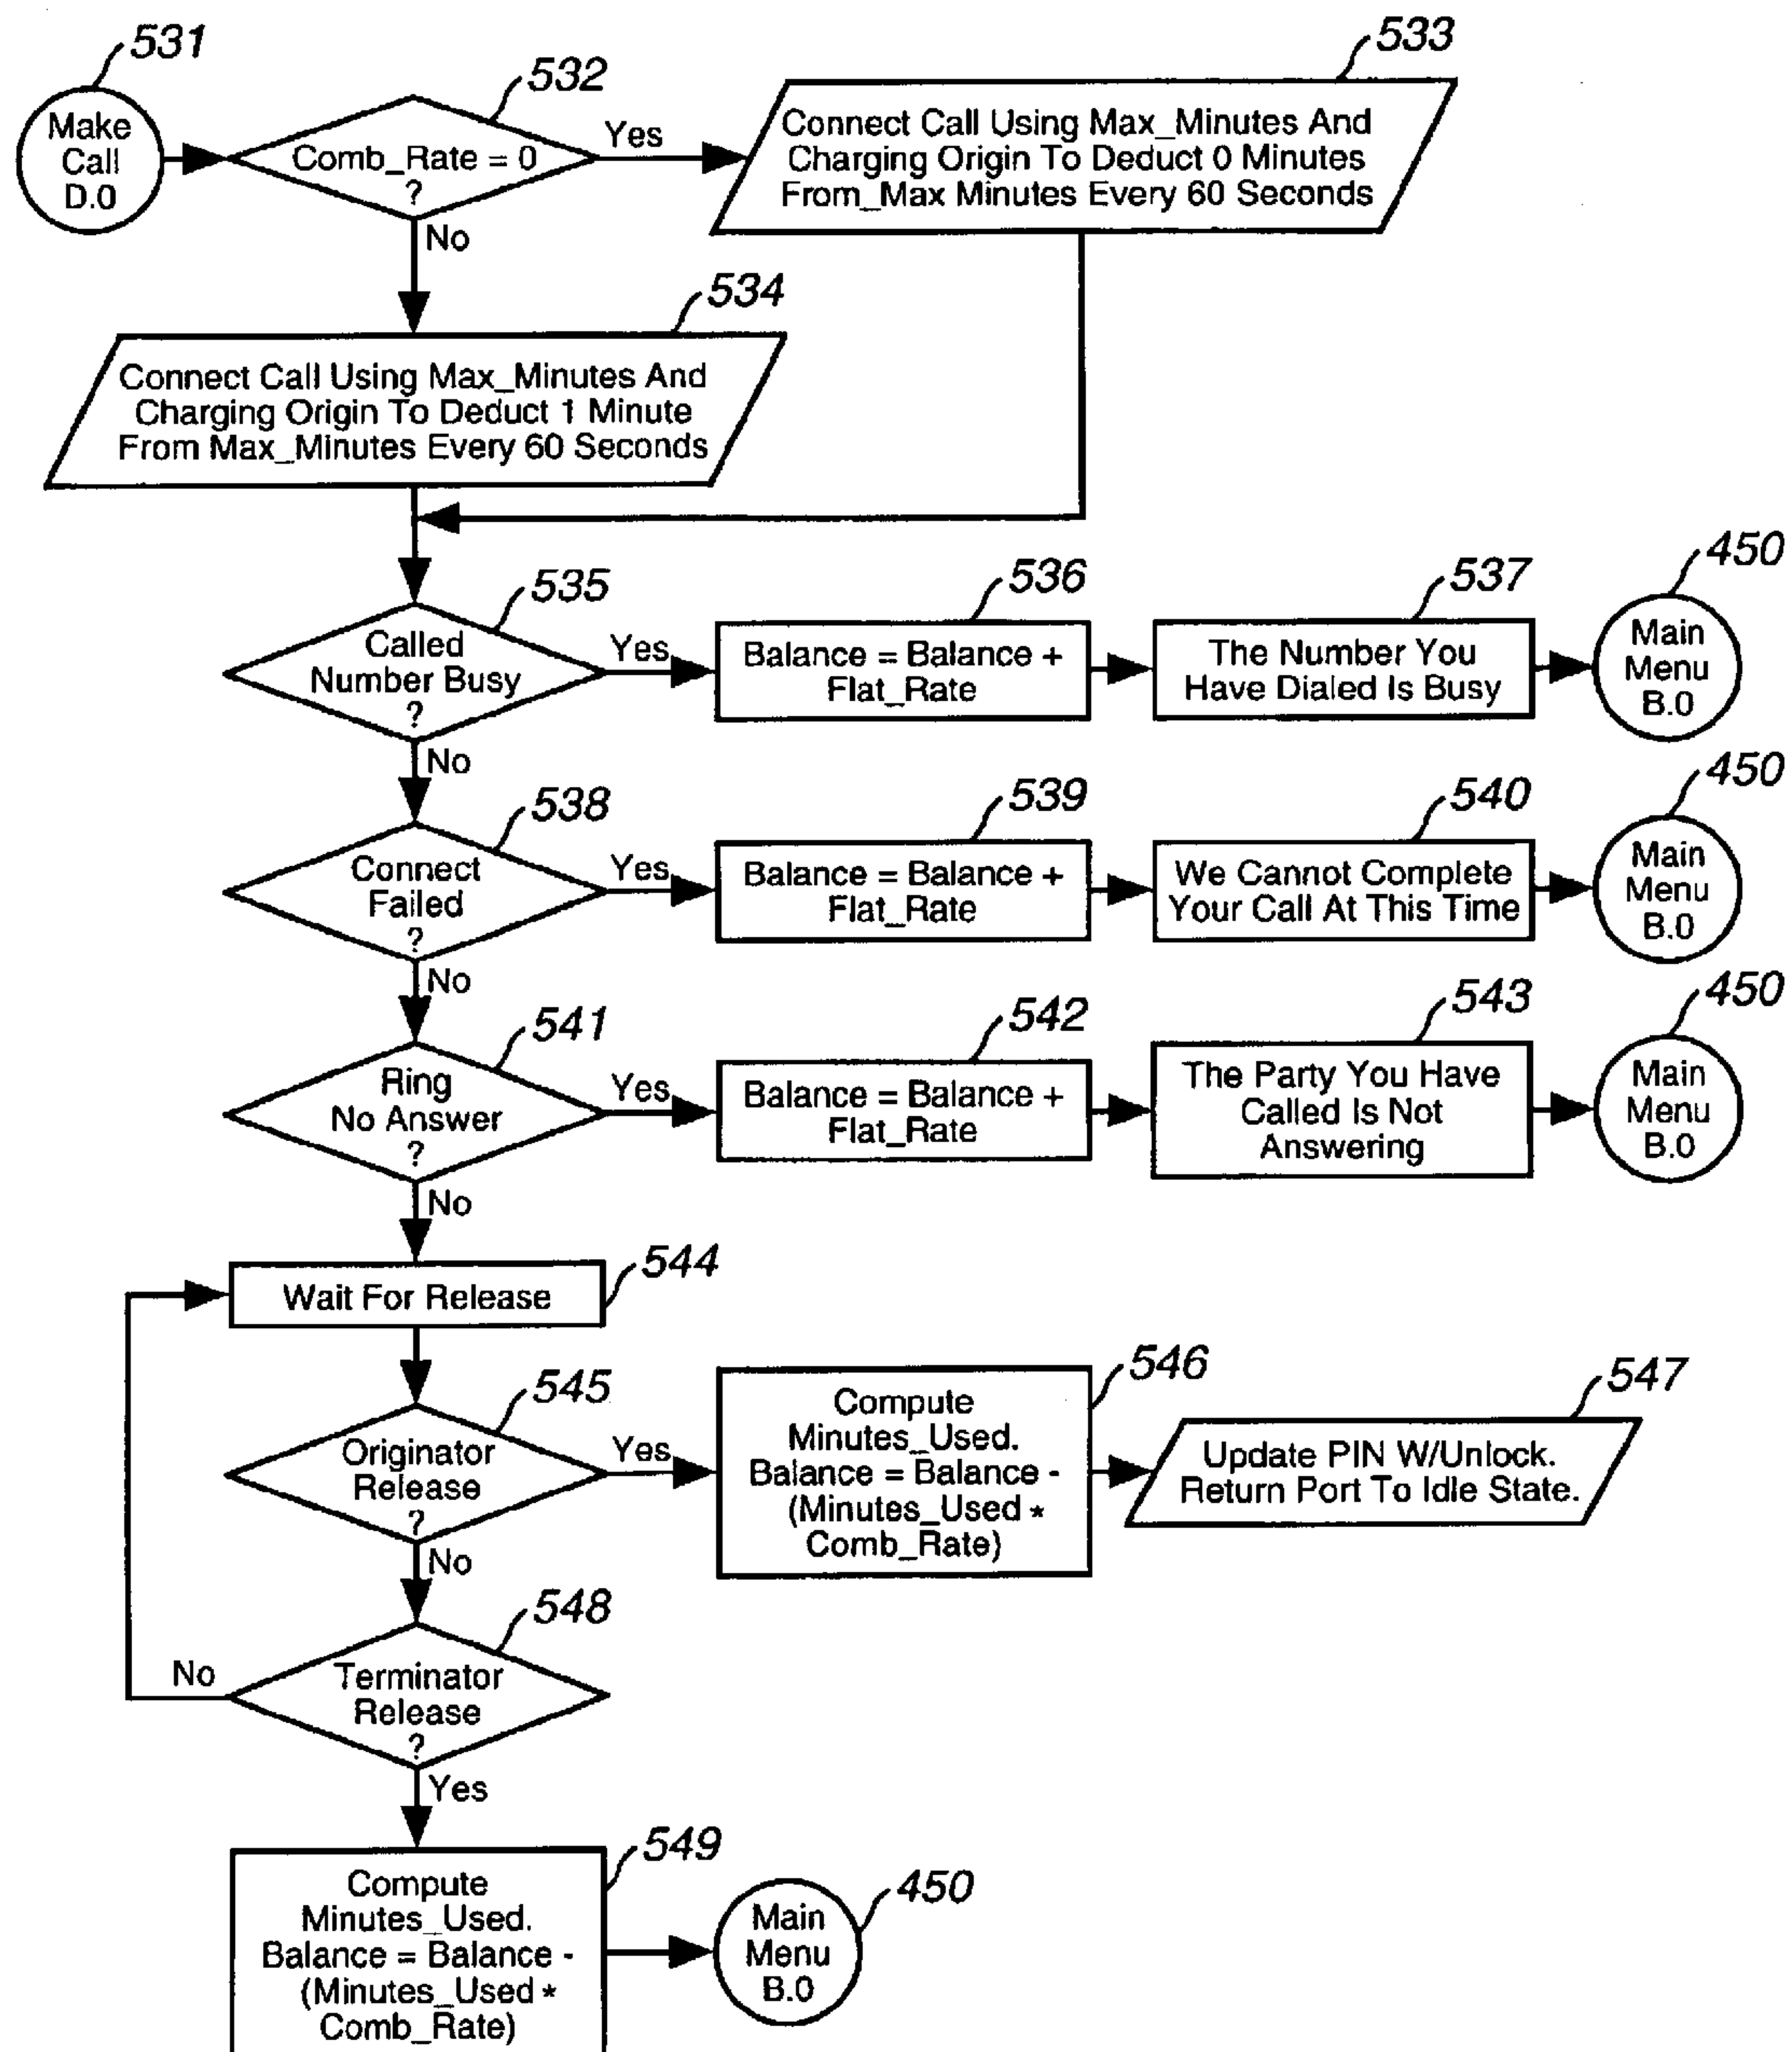 531
532
533
Make
Call
D.0
Comb_Rate = 0
?
Yes
Connect Call Using Max_Minutes And
Charging Origin To Deduct 0 Minutes
From_Max Minutes Every 60 Seconds
No
534
Connect Call Using Max_Minutes And
Charging Origin To Deduct 1 Minute
From Max_Minutes Every 60 Seconds
535
Called
Number Busy
?
Yes
536
Balance = Balance +
Flat_Rate
537
The Number You
Have Dialed Is Busy
450
Main
Menu
B.0
No
538
Connect
Failed
?
Yes
539
Balance = Balance +
Flat_Rate
540
We Cannot Complete
Your Call At This Time
450
Main
Menu
B.0
No
541
Ring
No Answer
?
Yes
542
Balance = Balance +
Flat_Rate
543
The Party You Have
Called Is Not
Answering
450
Main
Menu
B.0
No
544
Wait For Release
545
Originator
Release
?
Yes
546
Compute
Minutes_Used.
Balance = Balance -
(Minutes_Used *
Comb_Rate)
547
Update PIN W/Unlock.
Return Port To Idle State.
No
548
Terminator
Release
?
No
Yes
549
Compute
Minutes_Used.
Balance = Balance -
(Minutes_Used *
Comb_Rate)
450
Main
Menu
B.0